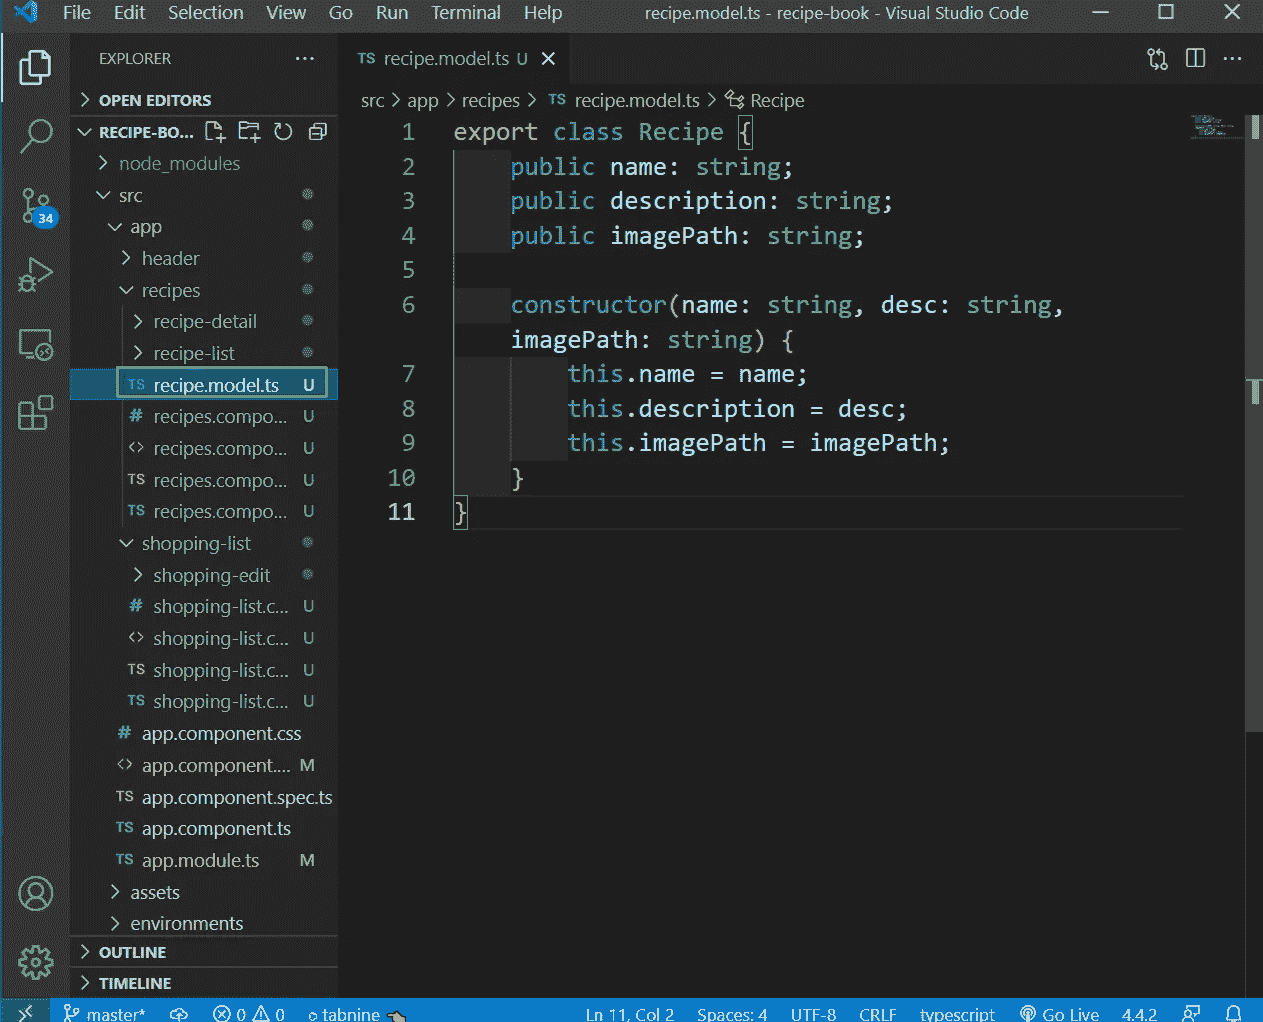 File Edit Selection View Go Run Terminal Help recipe.model.ts - recipe-book - Visual Studio Code
EXPLORER
OPEN EDITORS
RECIPE-BO...
node_modules
src
app
header
recipes
recipe-detail
recipe-list
TS recipe.model.ts U
# recipes.compo... U
<> recipes.compo... U
TS recipes.compo... U
TS recipes.compo... U
shopping-list
shopping-edit
# shopping-list.c... U
<> shopping-list.c... U
TS shopping-list.c... U
TS shopping-list.c... U
# app.component.css
<> app.component.... M
TS app.component.spec.ts
TS app.component.ts
TS app.module.ts M
assets
environments
OUTLINE
TIMELINE
34
TS recipe.model.ts U
src > app > recipes > TS recipe.model.ts > Recipe
1 export class Recipe {
2 public name: string;
3 public description: string;
4 public imagePath: string;
5
6 constructor(name: string, desc: string,
imagePath: string) {
7 this.name = name;
8 this.description = desc;
9 this.imagePath = imagePath;
10 }
11 }
master* 0 0 tabnine Ln 11, Col 2 Spaces: 4 UTF-8 CRLF typescript Go Live 4.4.2